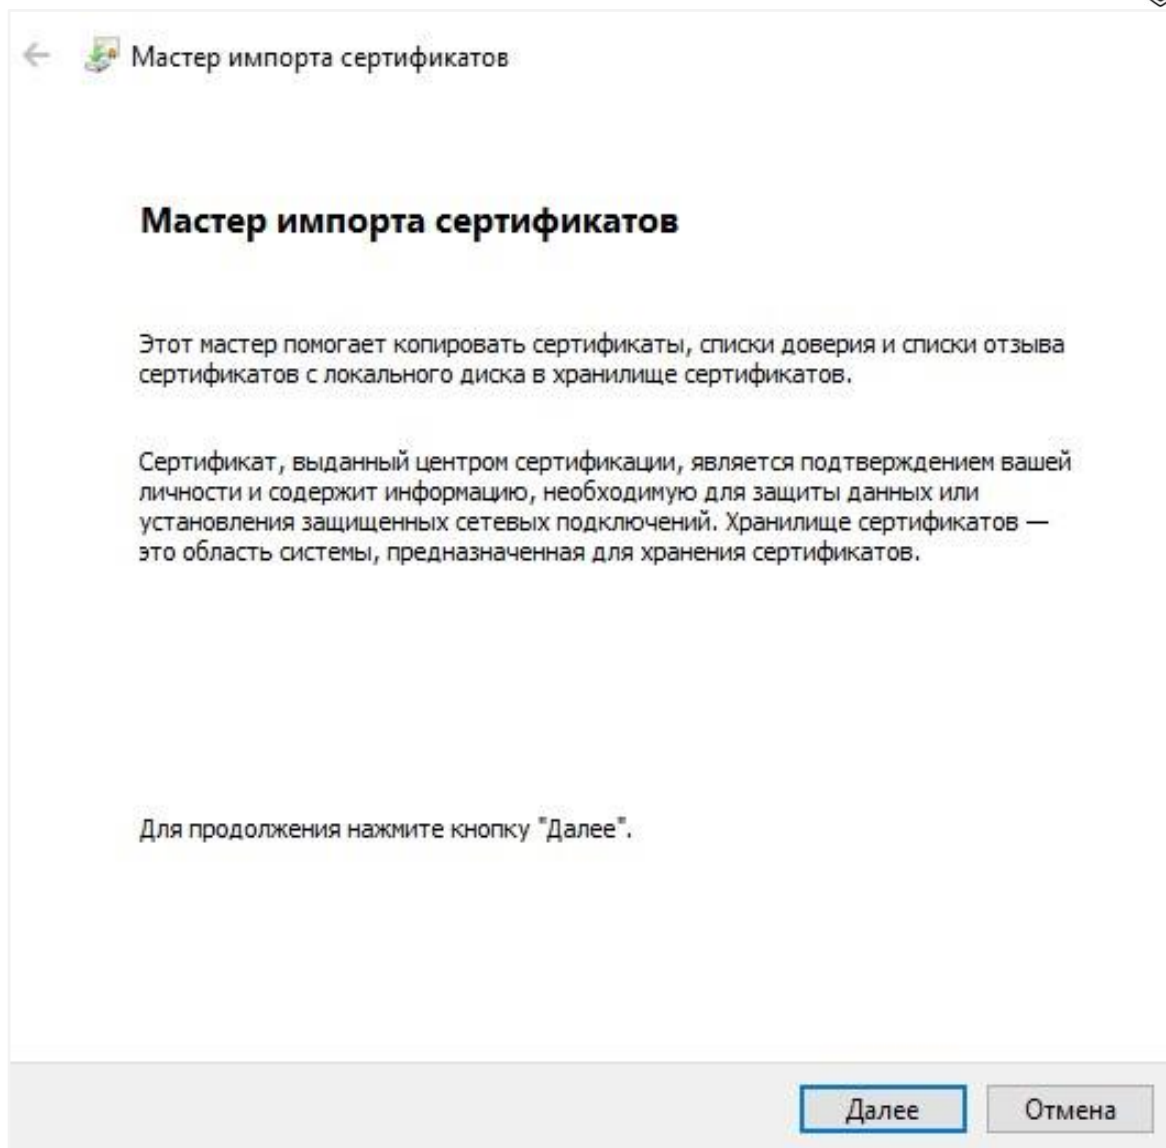 Мастер импорта сертификатов
Мастер импорта сертификатов
Этот мастер помогает копировать сертификаты, списки доверия и списки отзыва
сертификатов с локального диска в хранилище сертификатов.
Сертификат, выданный центром сертификации, является подтверждением вашей
личности и содержит информацию, необходимую для защиты данных или
установления защищенных сетевых подключений. Хранилище сертификатов —
это область системы, предназначенная для хранения сертификатов.
Для продолжения нажмите кнопку "Далее".
Далее
Отмена